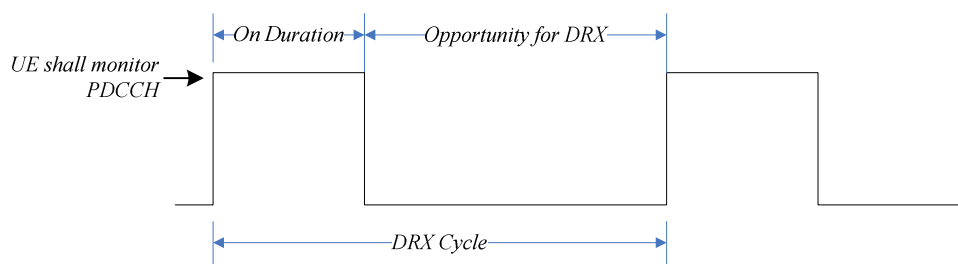 On Duration
Opportunity for DRX
UE shall monitor
PDCCH
DRX Cycle